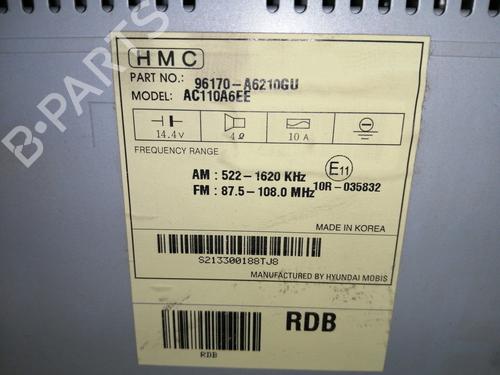 HMC
PART NO.: 96170-A6210GU
MODEL: AC110A6EE
14.4V 4Ω 10 A
FREQUENCY RANGE
AM : 522-1620 KHz
FM : 87.5-108.0 MHz
E11
10R-035832
MADE IN KOREA
S213300188TJ8
MANUFACTURED BY HYUNDAI MOBIS
RDB
RDB
B-PARTS